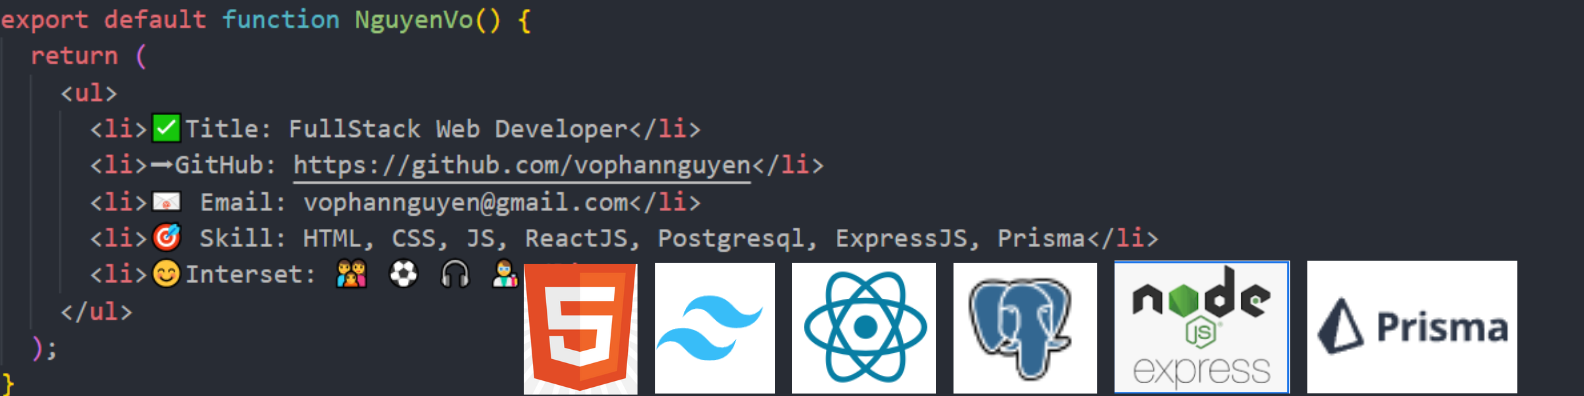 export default function NguyenVo() {
return (
<ul>
<li>✅Title: FullStack Web Developer</li>
<li>➡GitHub: https://github.com/vophannguyen</li>
<li>💌 Email: vophannguyen@gmail.com</li>
<li>🎯 Skill: HTML, CSS, JS, ReactJS, Postgresql, ExpressJS, Prisma</li>
<li>😊Interset: 👨‍👩‍👦 ⚽ 🎧 👨‍⚕️
</ul>
);
}
5
node
JS
express
Prisma